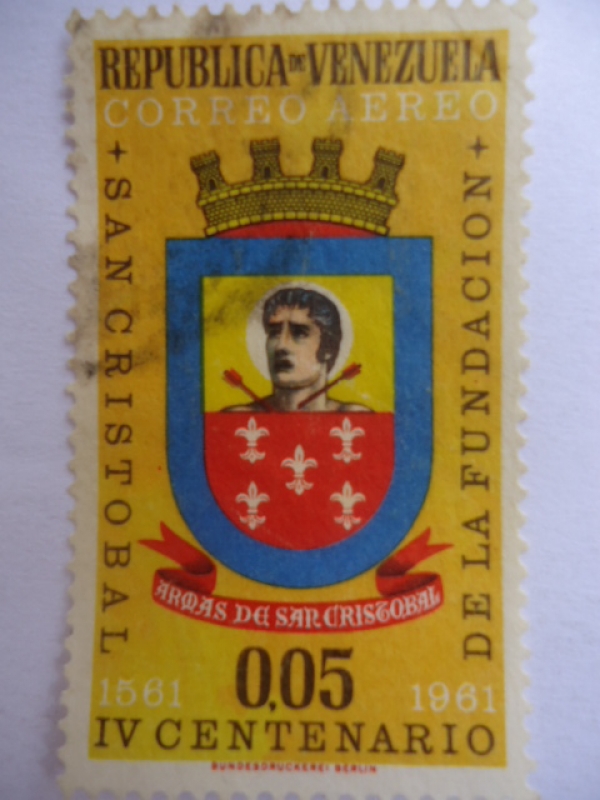 REPUBLICA DE VENEZUELA
CORREO AEREO
SAN CRISTOBAL
DE LA FUNDACION
ARMAS DE SAN CRISTOBAL
0,05
1561
1961
IV CENTENARIO
BUNDESDRUCKEREI BERLIN